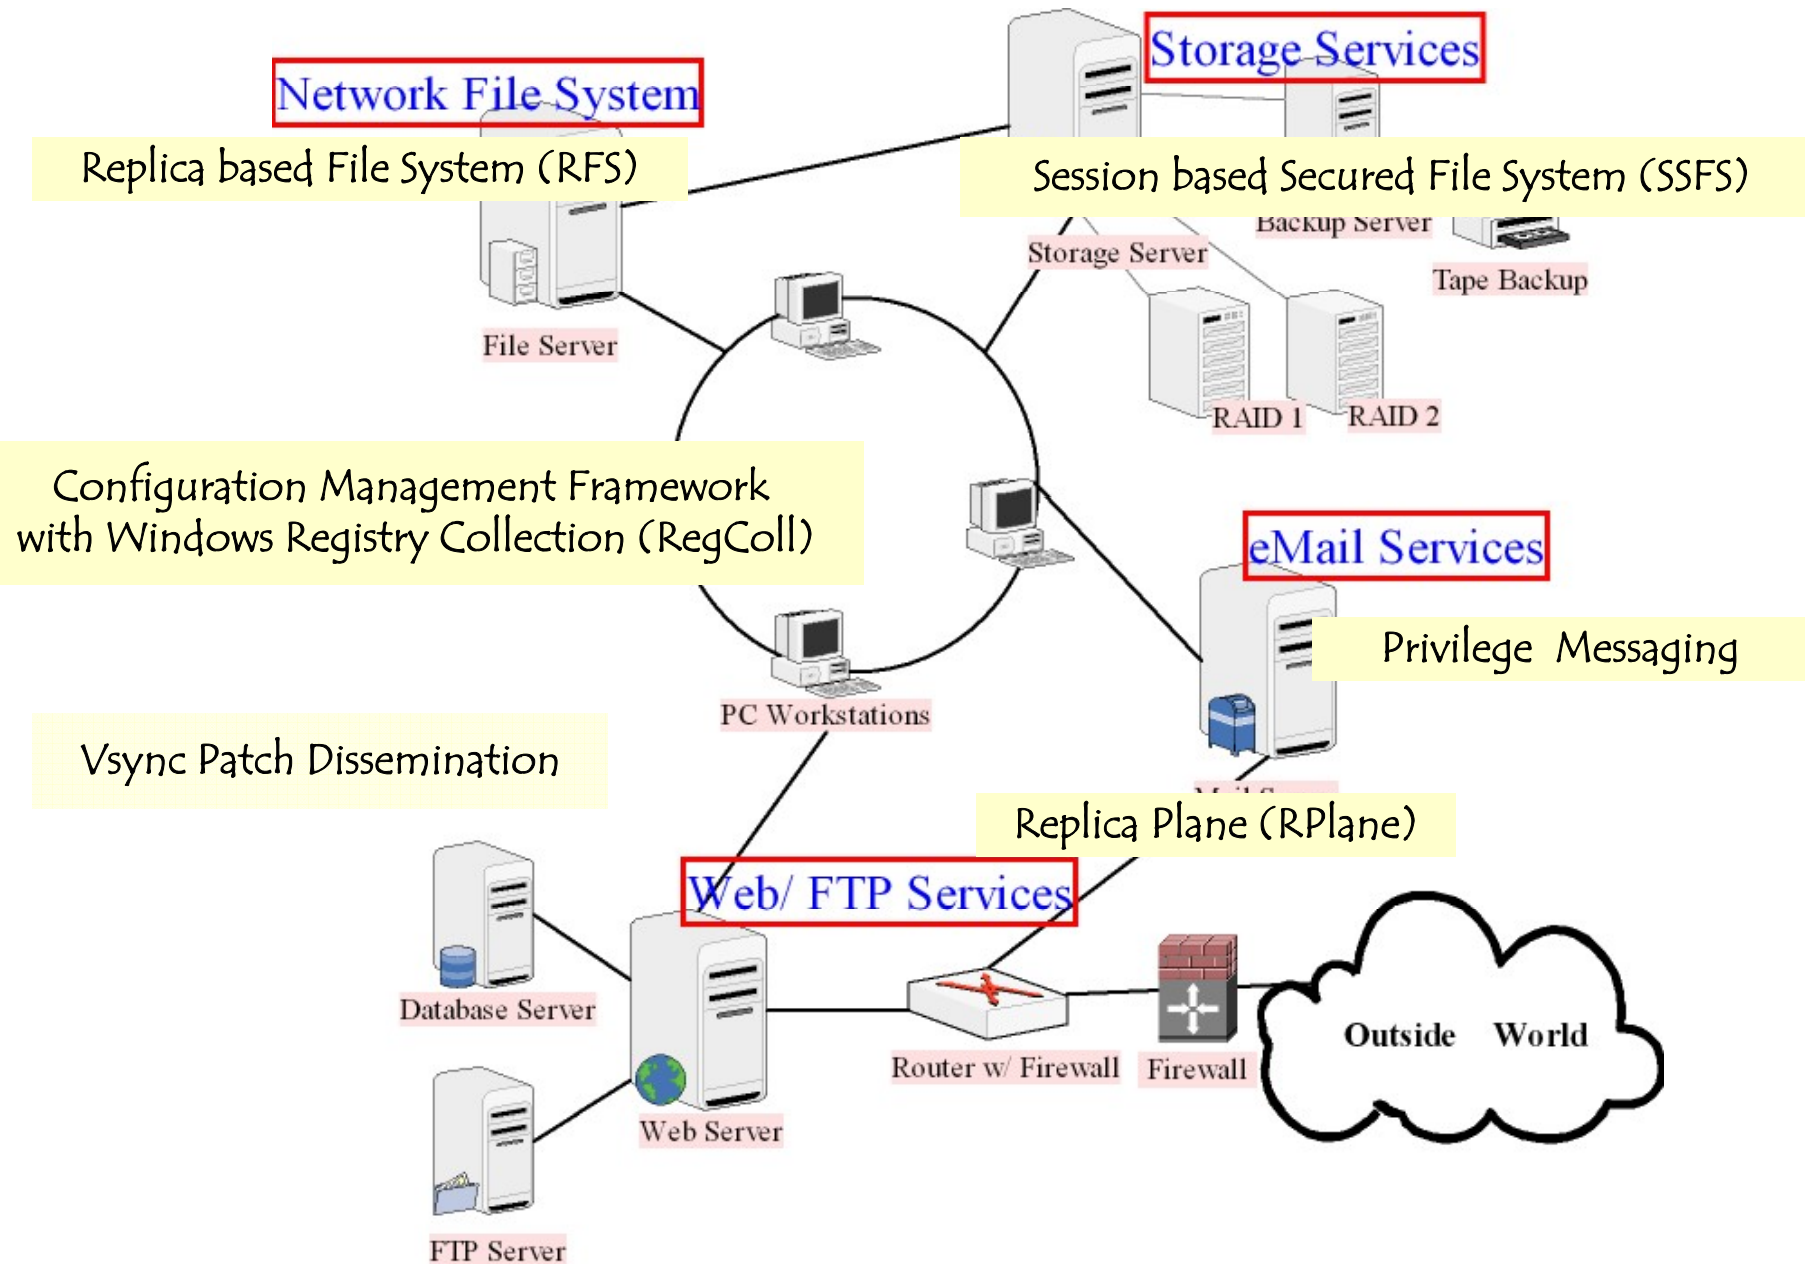 Storage Services
Network File System
Replica based File System (RFS)
Session based Secured File System (SSFS)
Backup Server
Storage Server
Tape Backup
File Server
RAID 1
RAID 2
Configuration Management Framework
with Windows Registry Collection (RegColl)
eMail Services
Privilege Messaging
PC Workstations
Vsync Patch Dissemination
Replica Plane (RPlane)
Web/ FTP Services
Database Server
Outside World
Router w/ Firewall
Firewall
Web Server
FTP Server